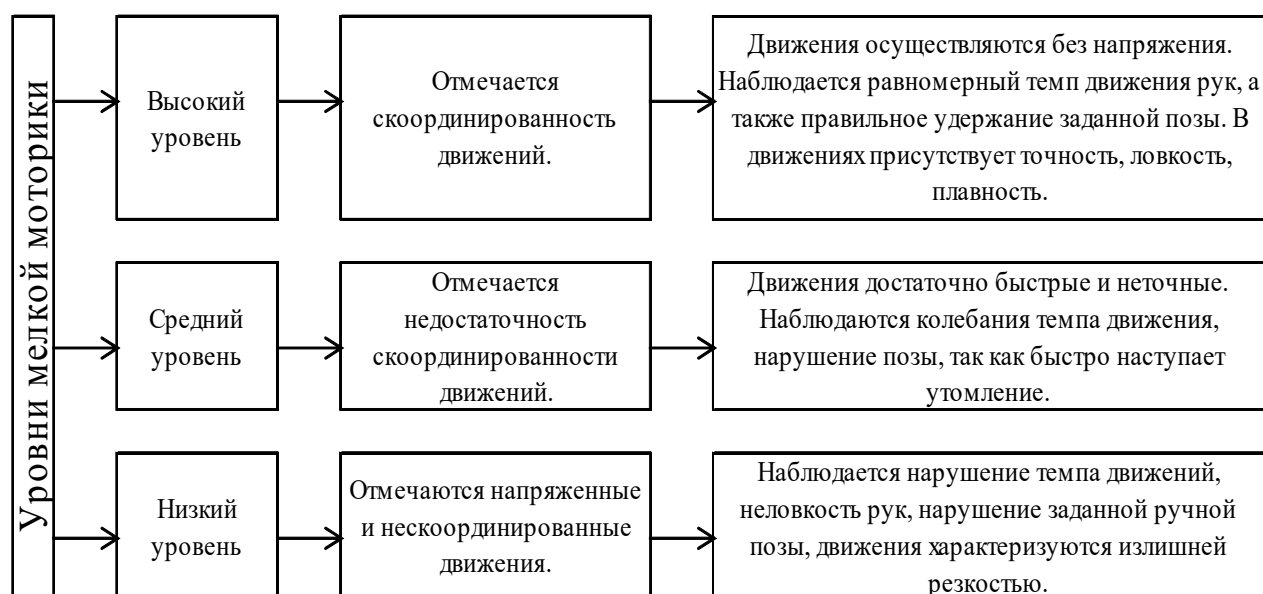 Уровни мелкой моторики
Высокий
уровень
Отмечается
скоординированность
движений.
Движения осуществляются без напряжения.
Наблюдается равномерный темп движения рук, а
также правильное удержание заданной позы. В
движениях присутствует точность, ловкость,
плавность.
Средний
уровень
Отмечается
недостаточность
скоординированности
движений.
Движения достаточно быстрые и неточные.
Наблюдаются колебания темпа движения,
нарушение позы, так как быстро наступает
утомление.
Низкий
уровень
Отмечаются напряженные
и нескоординированные
движения.
Наблюдается нарушение темпа движений,
неловкость рук, нарушение заданной ручной
позы, движения характеризуются излишней
резкостью.